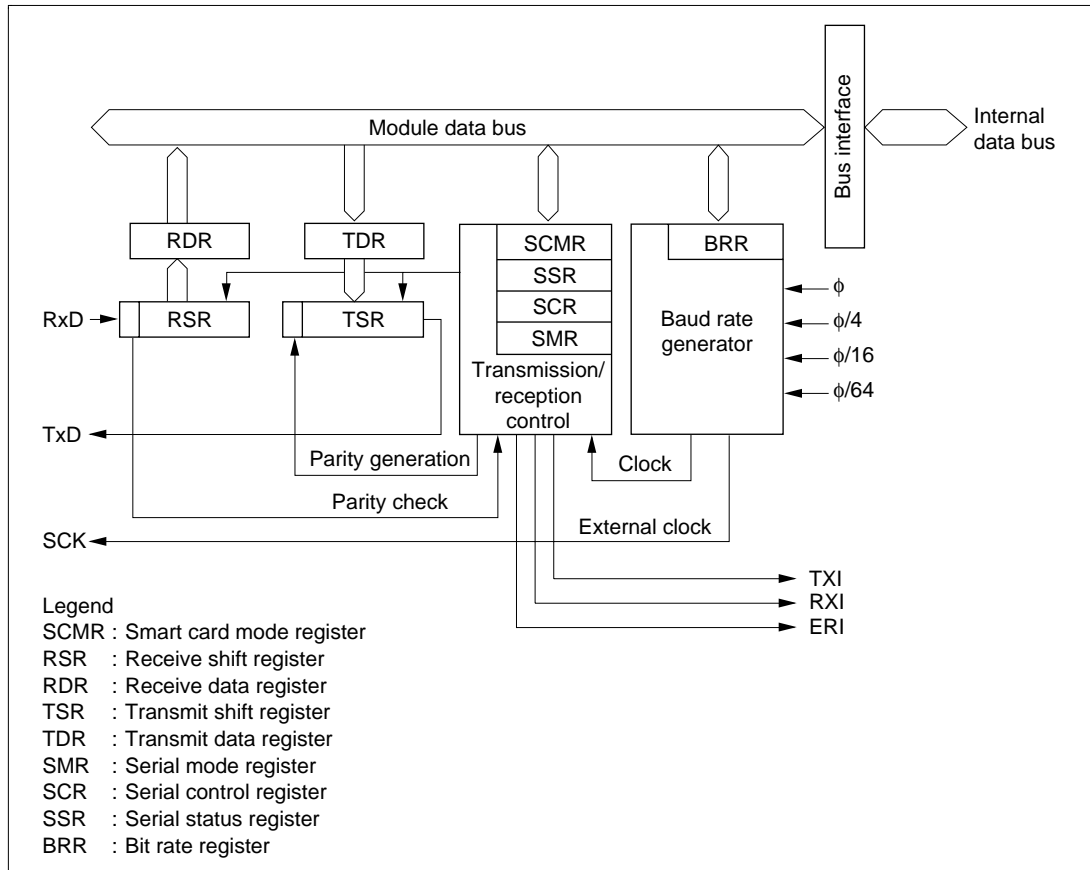 Bus interface
Internal
data bus
Module data bus
RDR
TDR
SCMR
SSR
SCR
SMR
Transmission/
reception
control
BRR
Baud rate
generator
ϕ
ϕ/4
ϕ/16
ϕ/64
RxD
RSR
TSR
TxD
Parity generation
Clock
Parity check
External clock
SCK
TXI
RXI
ERI
Legend
SCMR : Smart card mode register
RSR : Receive shift register
RDR : Receive data register
TSR : Transmit shift register
TDR : Transmit data register
SMR : Serial mode register
SCR : Serial control register
SSR : Serial status register
BRR : Bit rate register